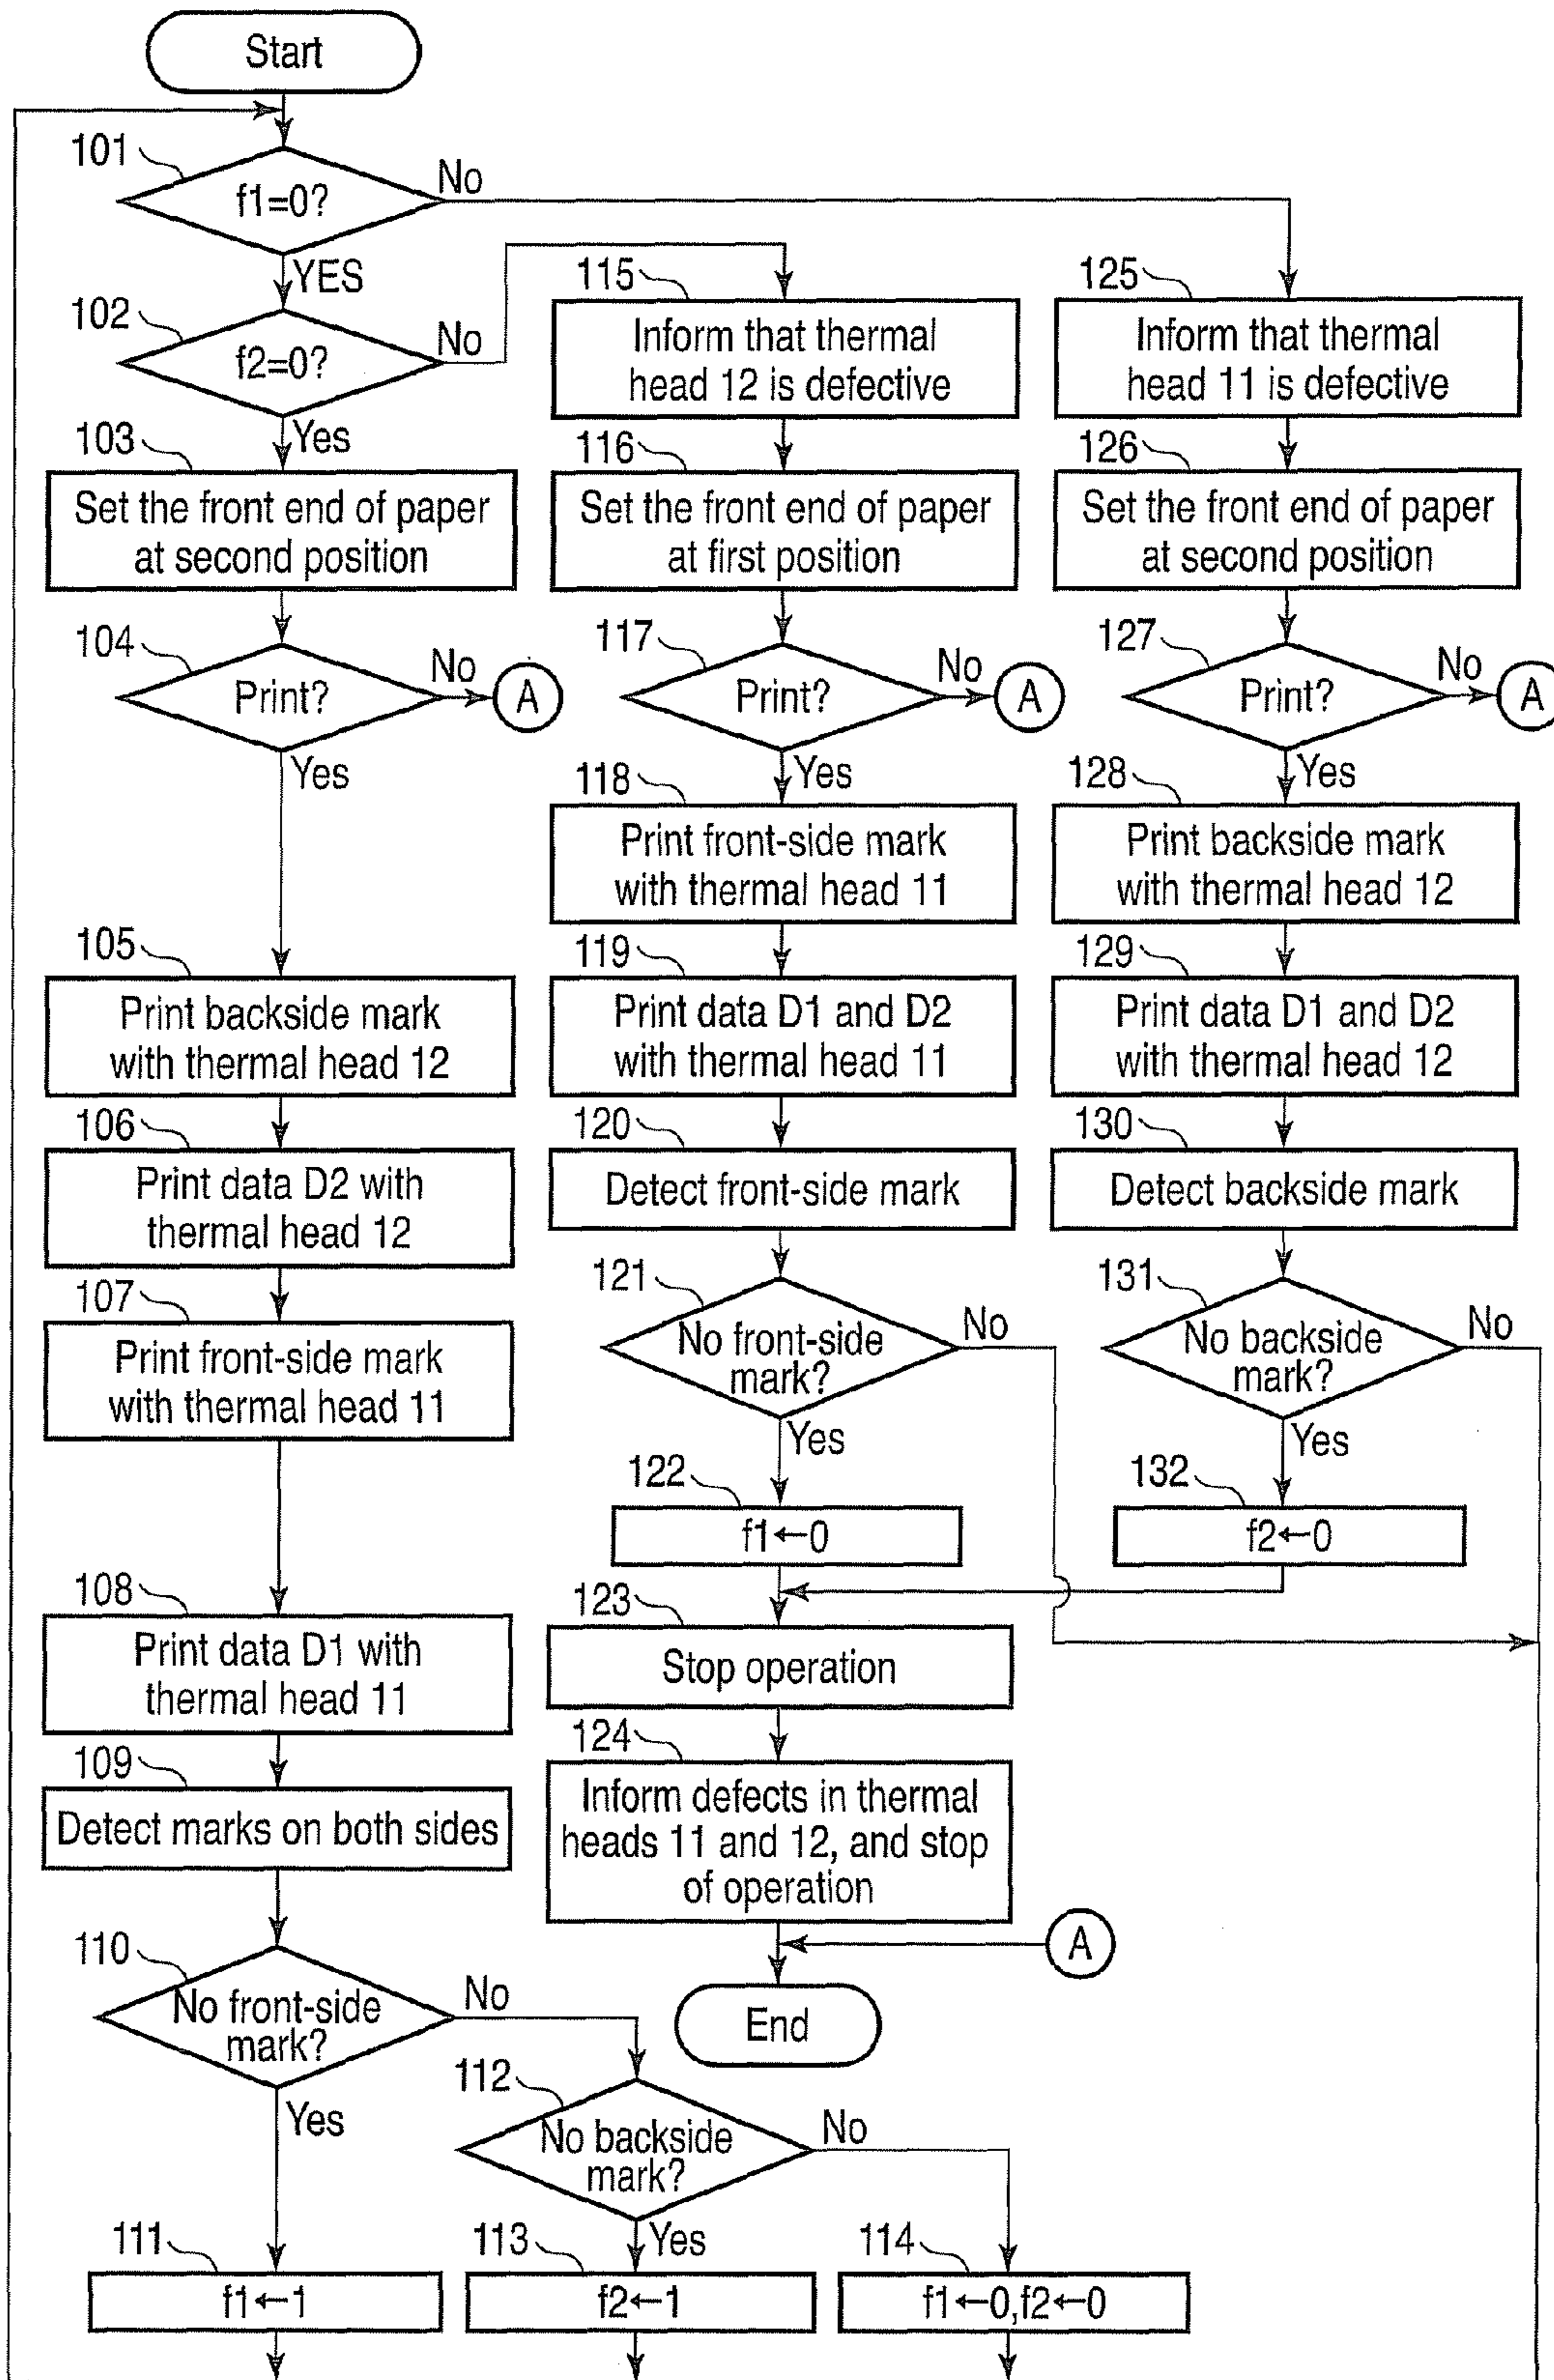 Start
101
f1=0?
No
YES
102
f2=0?
No
Yes
103
Set the front end of paper
at second position
104
Print?
No
A
Yes
105
Print backside mark
with thermal head 12
106
Print data D2 with
thermal head 12
107
Print front-side mark
with thermal head 11
108
Print data D1 with
thermal head 11
109
Detect marks on both sides
110
No front-side
mark?
No
Yes
111
f1←1
112
No backside
mark?
No
Yes
113
f2←1
114
f1←0,f2←0
115
Inform that thermal
head 12 is defective
116
Set the front end of paper
at first position
117
Print?
No
A
Yes
118
Print front-side mark
with thermal head 11
119
Print data D1 and D2
with thermal head 11
120
Detect front-side mark
121
No front-side
mark?
No
Yes
122
f1←0
123
Stop operation
124
Inform defects in thermal
heads 11 and 12, and stop
of operation
A
End
125
Inform that thermal
head 11 is defective
126
Set the front end of paper
at second position
127
Print?
No
A
Yes
128
Print backside mark
with thermal head 12
129
Print data D1 and D2
with thermal head 12
130
Detect backside mark
131
No backside
mark?
No
Yes
132
f2←0